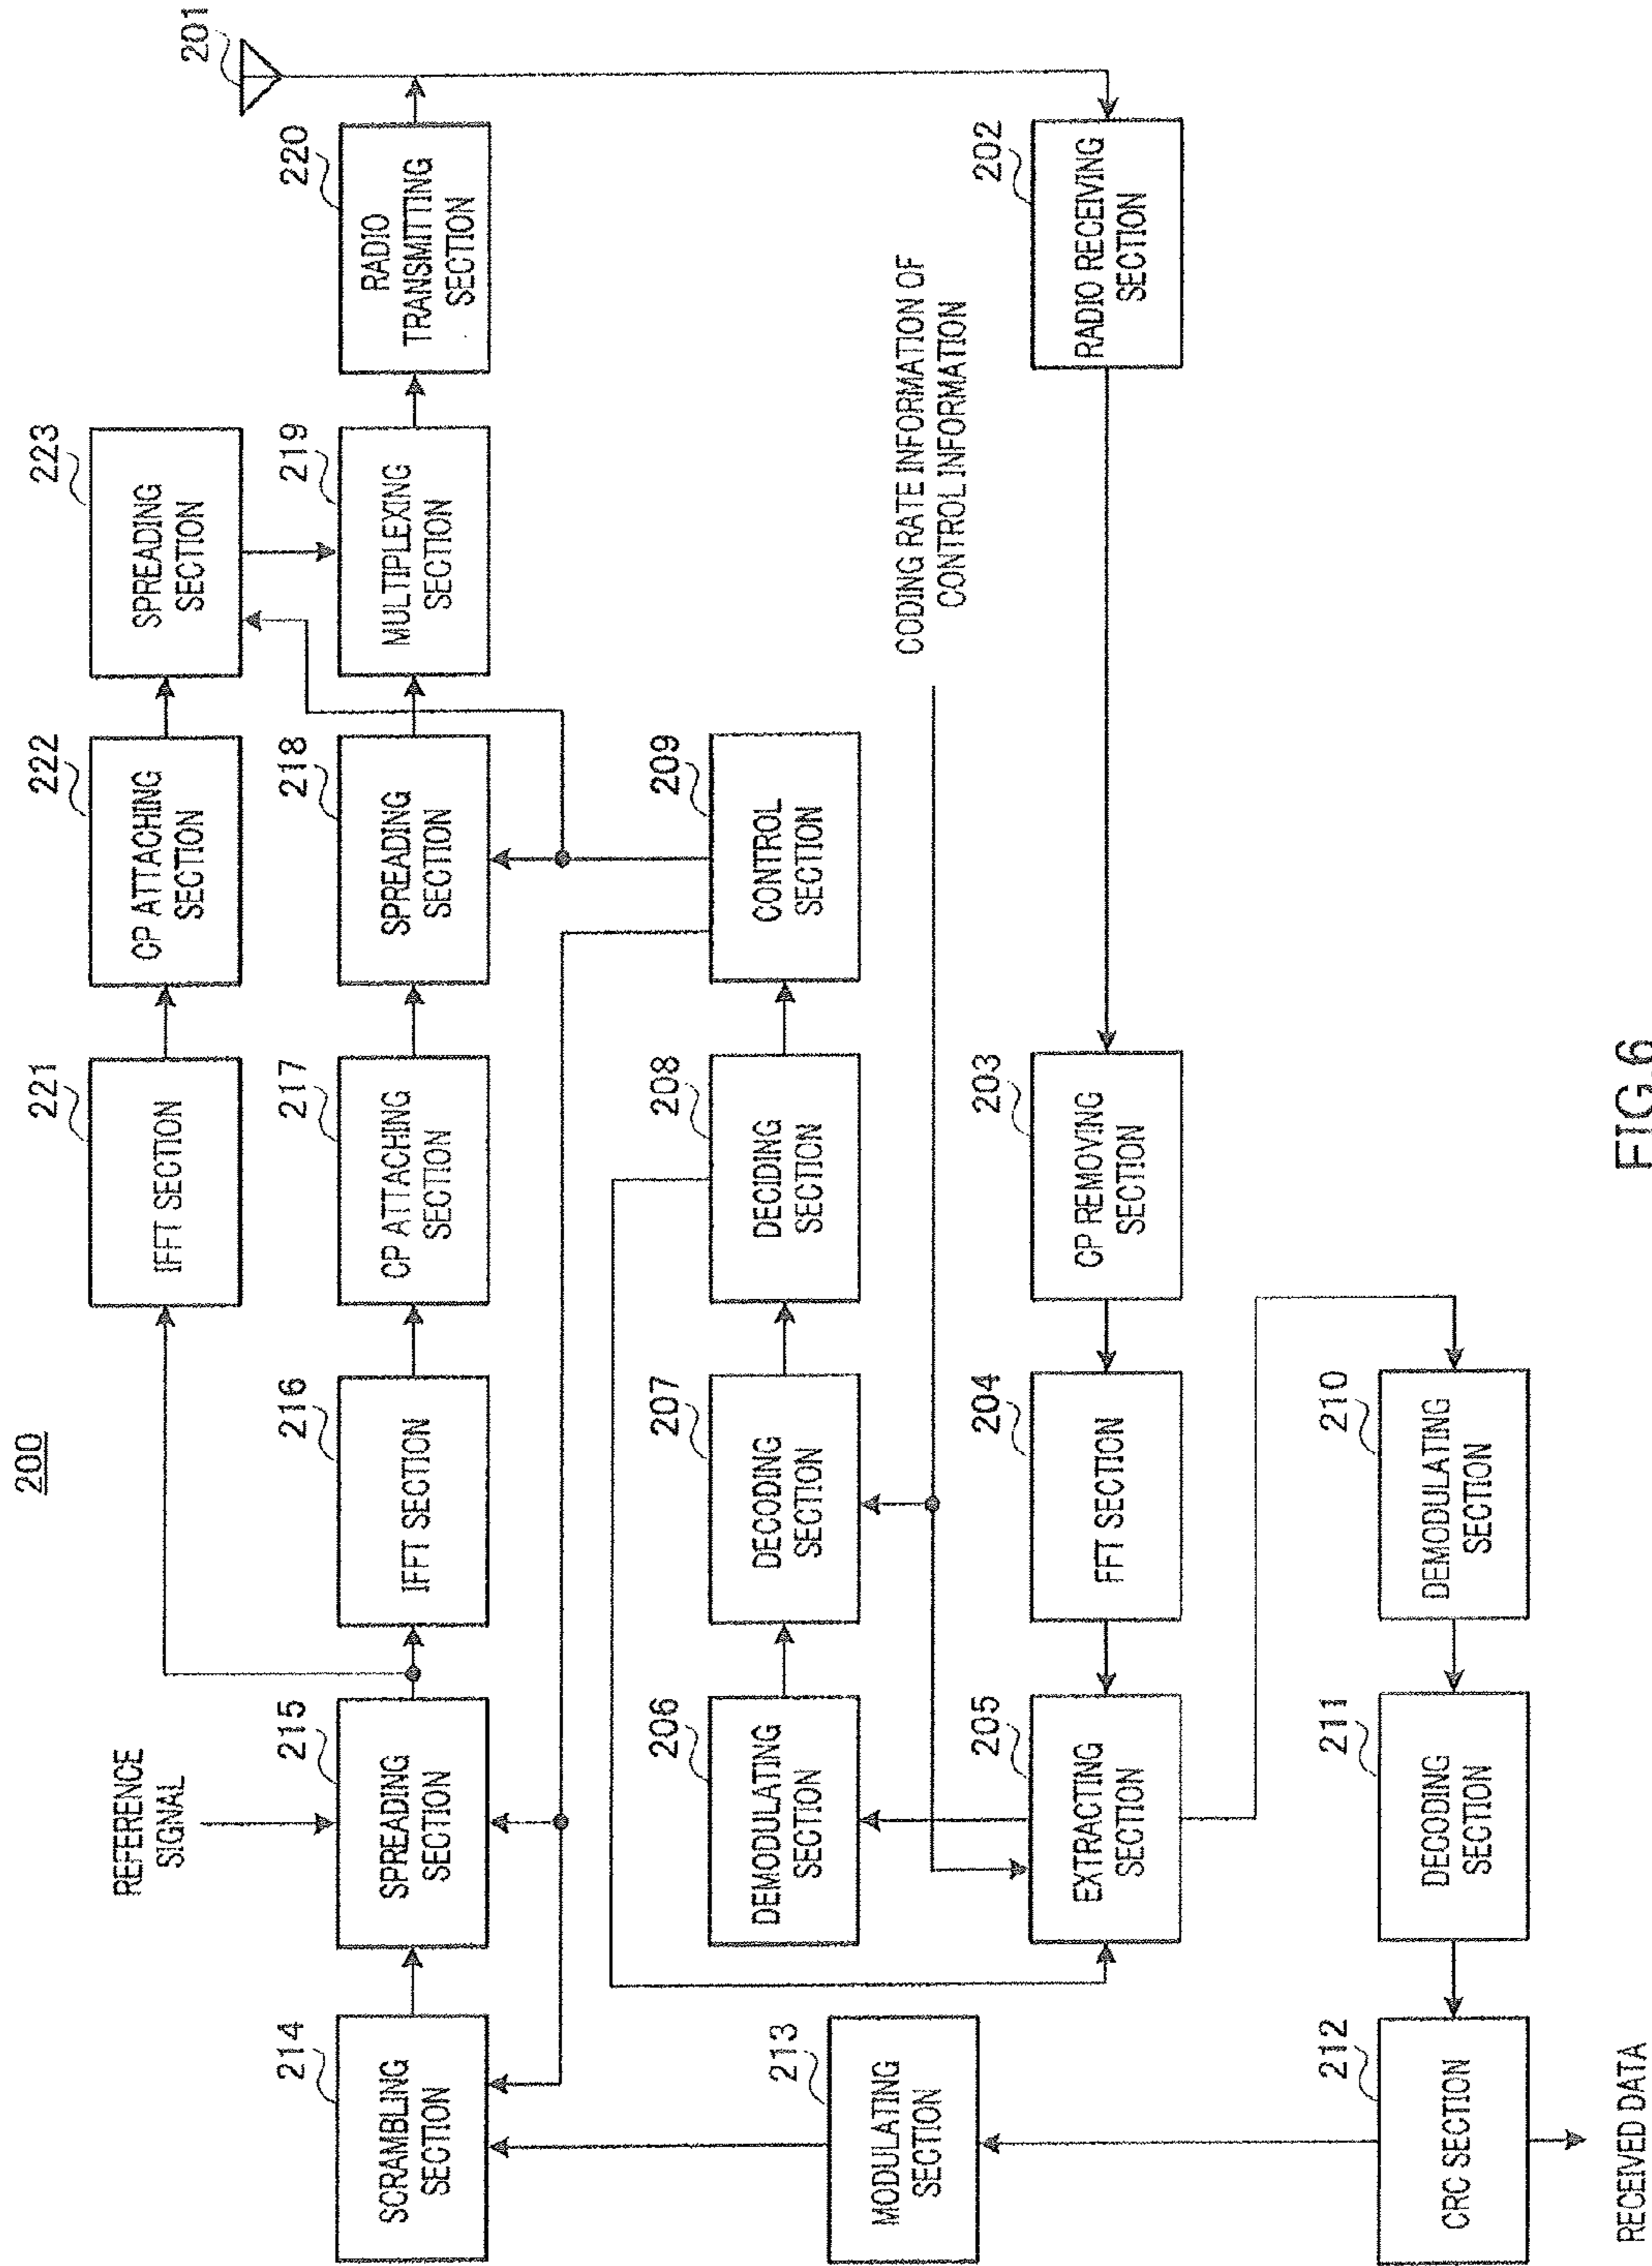 200
201
REFERENCE
SIGNAL
221
IFFT SECTION
222
CP ATTACHING
SECTION
223
SPREADING
SECTION
214
SCRAMBLING
SECTION
215
SPREADING
SECTION
216
IFFT SECTION
217
CP ATTACHING
SECTION
218
SPREADING
SECTION
219
MULTIPLEXING
SECTION
220
RADIO
TRANSMITTING
SECTION
206
DEMODULATING
SECTION
207
DECODING
SECTION
208
DECIDING
SECTION
209
CONTROL
SECTION
213
MODULATING
SECTION
CODING RATE INFORMATION OF
CONTROL INFORMATION
205
EXTRACTING
SECTION
204
FFT SECTION
203
CP REMOVING
SECTION
202
RADIO RECEIVING
SECTION
212
CRC SECTION
211
DECODING
SECTION
210
DEMODULATING
SECTION
RECEIVED DATA
FIG.6